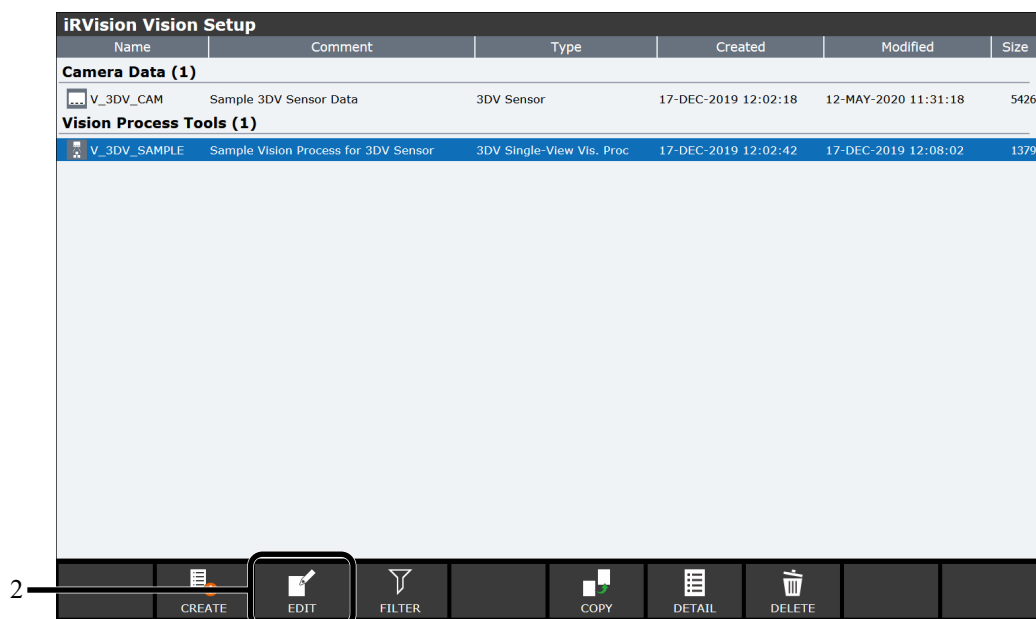 iRVision Vision Setup
Name Comment Type Created Modified Size
Camera Data (1)
V_3DV_CAM Sample 3DV Sensor Data 3DV Sensor 17-DEC-2019 12:02:18 12-MAY-2020 11:31:18 5426
Vision Process Tools (1)
V_3DV_SAMPLE Sample Vision Process for 3DV Sensor 3DV Single-View Vis. Proc 17-DEC-2019 12:02:42 17-DEC-2019 12:08:02 1379
2
CREATE EDIT FILTER COPY DETAIL DELETE